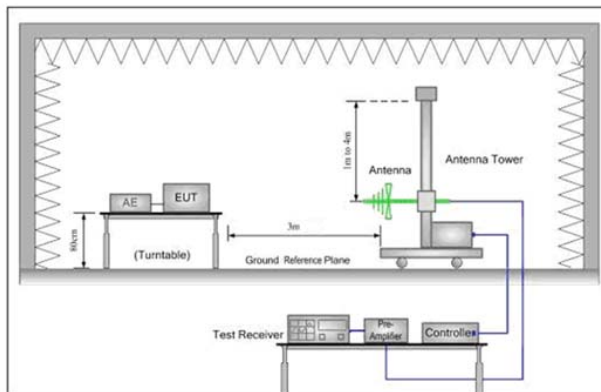 1m to 4m
Antenna
Antenna Tower
AE
EUT
80cm
(Turntable)
3m
Ground Reference Plane
Test Receiver
Pre-
Amplifier
Controller